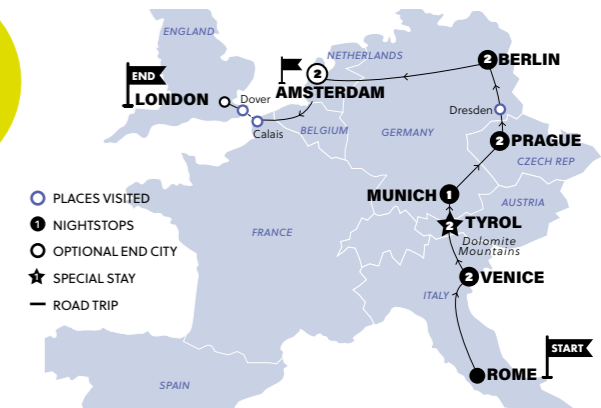 ENGLAND
NETHERLANDS
2
BERLIN
END
LONDON
Dover
2
AMSTERDAM
Calais
BELGIUM
GERMANY
Dresden
2
PRAGUE
CZECH REP
PLACES VISITED
1
NIGHTSTOPS
OPTIONAL END CITY
1
SPECIAL STAY
ROAD TRIP
MUNICH
1
AUSTRIA
2
TYROL
Dolomite
Mountains
FRANCE
2
VENICE
ITALY
START
ROME
SPAIN